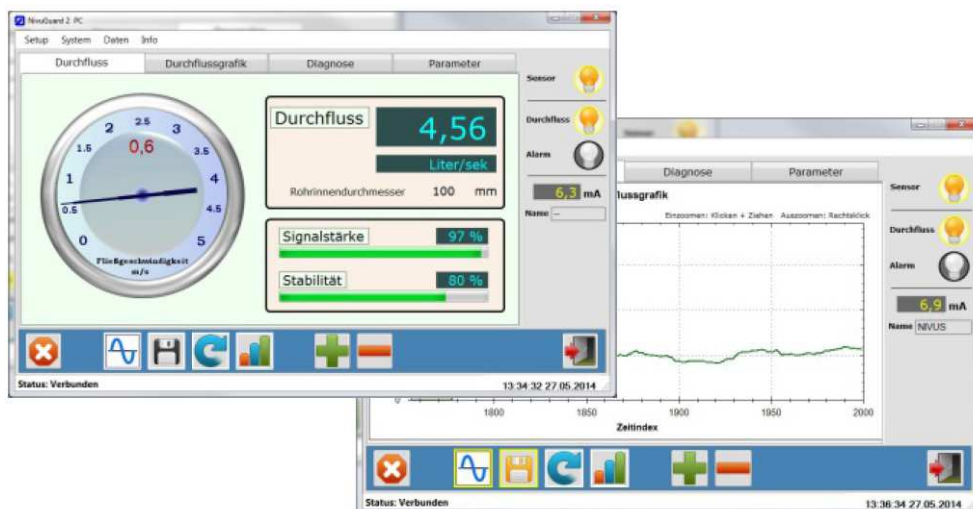 NivuGuard 2 PC
Setup System Daten Info
Durchfluss Durchflussgrafik Diagnose Parameter
0 0.5 1 1.5 2 2.5 3 3.5 4 4.5 5
0,6
Fließgeschwindigkeit
m/s
Durchfluss 4,56
Liter/sek
Rohrinnendurchmesser 100 mm
Signalstärke 97 %
Stabilität 80 %
Sensor
Durchfluss
Alarm
6,3 mA
Name --
Status: Verbunden 13:34:32 27.05.2014
Diagnose Parameter
lussgrafik
Einzoomen: Klicken + Ziehen Auszoomen: Rechtsklick
Sensor
Durchfluss
Alarm
6,9 mA
Name NIVUS
0
1800 1850 1900 1950 2000
Zeitindex
Status: Verbunden 13:36:34 27.05.2014